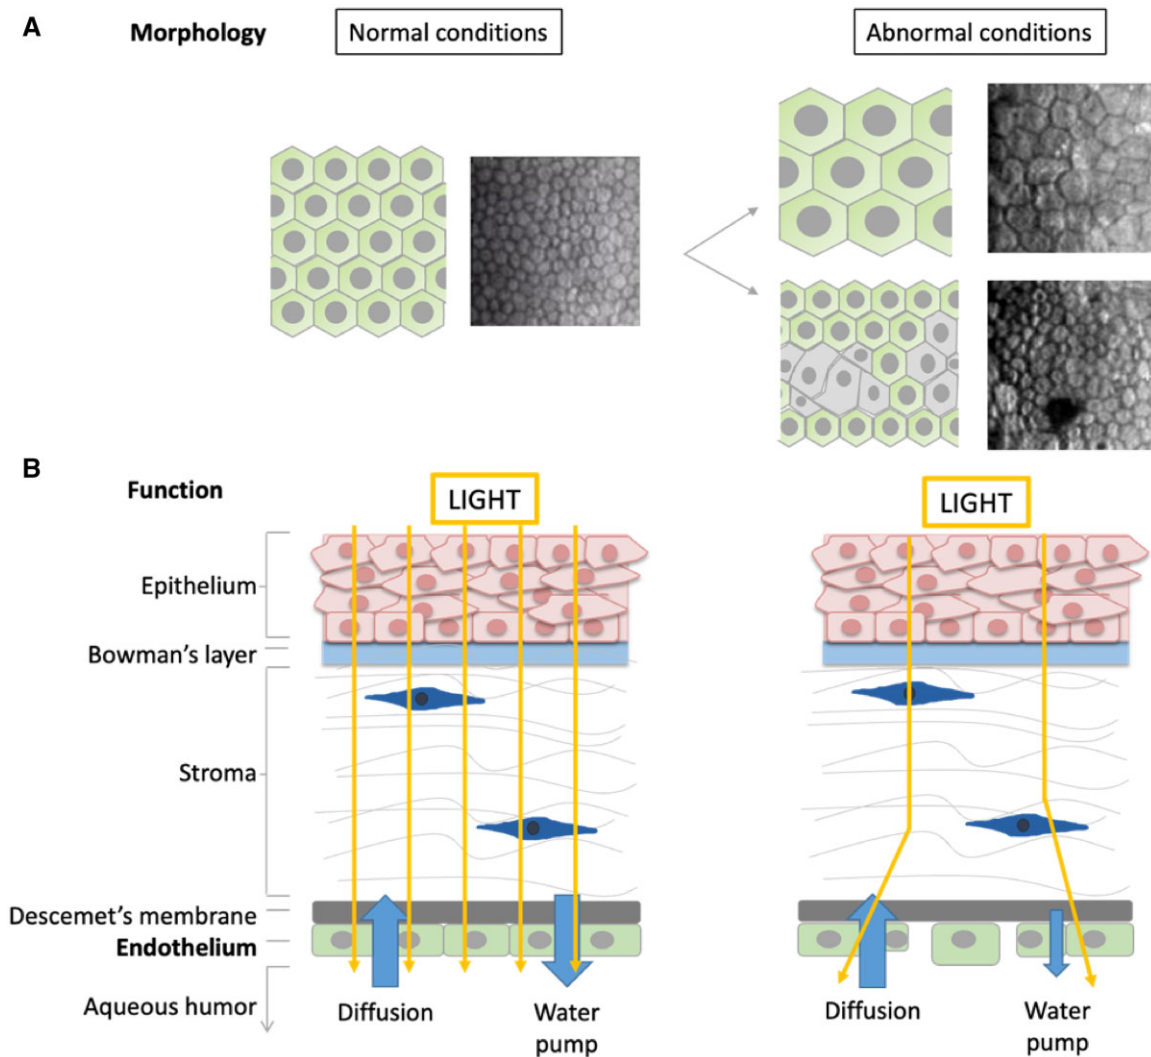 A
Morphology
Normal conditions
Abnormal conditions
B
Function
LIGHT
LIGHT
Epithelium
Bowman's layer
Stroma
Descemet's membrane
Endothelium
Aqueous humor
Diffusion
Water
pump
Diffusion
Water
pump